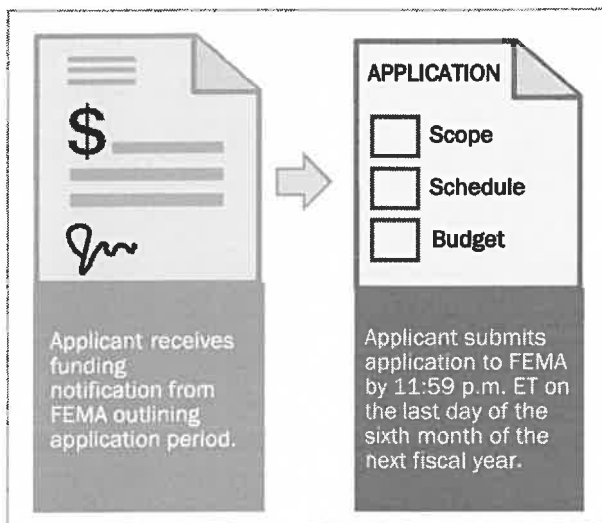 $
Applicant receives
funding
notification from
FEMA outlining
application period.
APPLICATION
Scope
Schedule
Budget
Applicant submits
application to FEMA
by 11:59 p.m. ET on
the last day of the
sixth month of the
next fiscal year.